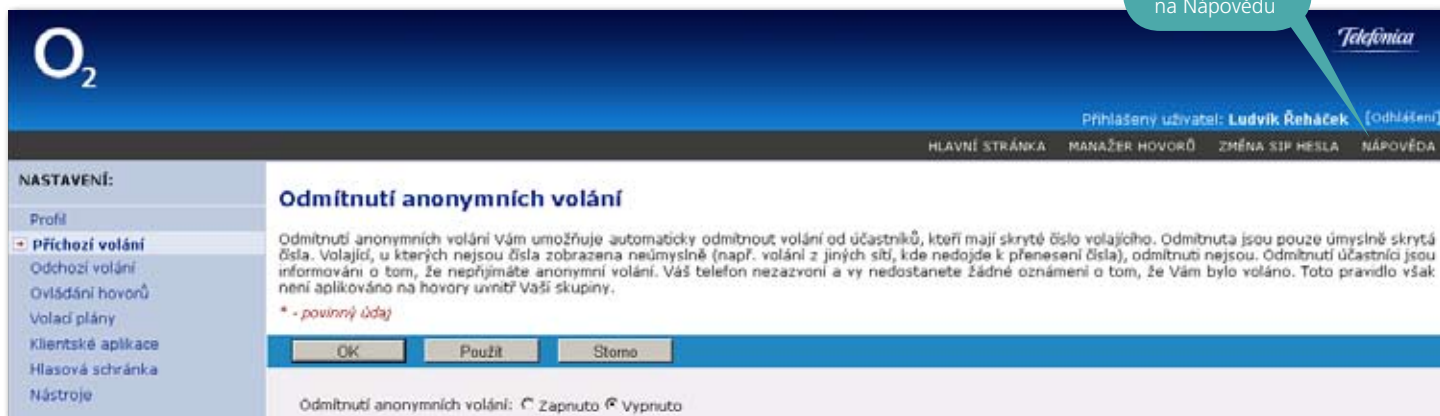 na Nápovědu
O2
Telefónica
Přihlášený uživatel: Ludvík Řeháček [Odhlášení]
HLAVNÍ STRÁNKA MANAŽER HOVORŮ ZMĚNA SIP HESLA NÁPOVĚDA
NASTAVENÍ:
Profil
Příchozí volání
Odchozí volání
Ovládání hovorů
Volací plány
Klientské aplikace
Hlasová schránka
Nástroje
Odmítnutí anonymních volání
Odmítnutí anonymních volání Vám umožňuje automaticky odmítnout volání od účastníků, kteří mají skryté číslo volajícího. Odmítnuta jsou pouze úmyslně skrytá
čísla. Volající, u kterých nejsou čísla zobrazena neúmyslně (např. volání z jiných sítí, kde nedojde k přenesení čísla), odmítnuti nejsou. Odmítnutí účastníci jsou
informováni o tom, že nepřijímáte anonymní volání. Váš telefon nezazvoní a vy nedostanete žádné oznámení o tom, že Vám bylo voláno. Toto pravidlo však
není aplikováno na hovory uvnitř Vaší skupiny.
* - povinný údaj
OK Použít Storno
Odmítnutí anonymních volání: Zapnuto Vypnuto